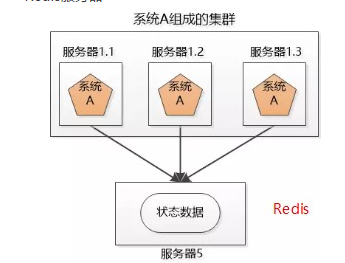 Redis服务器
系统A组成的集群
服务器1.1
服务器1.2
服务器1.3
系统
A
系统
A
系统
A
状态数据
Redis
服务器5